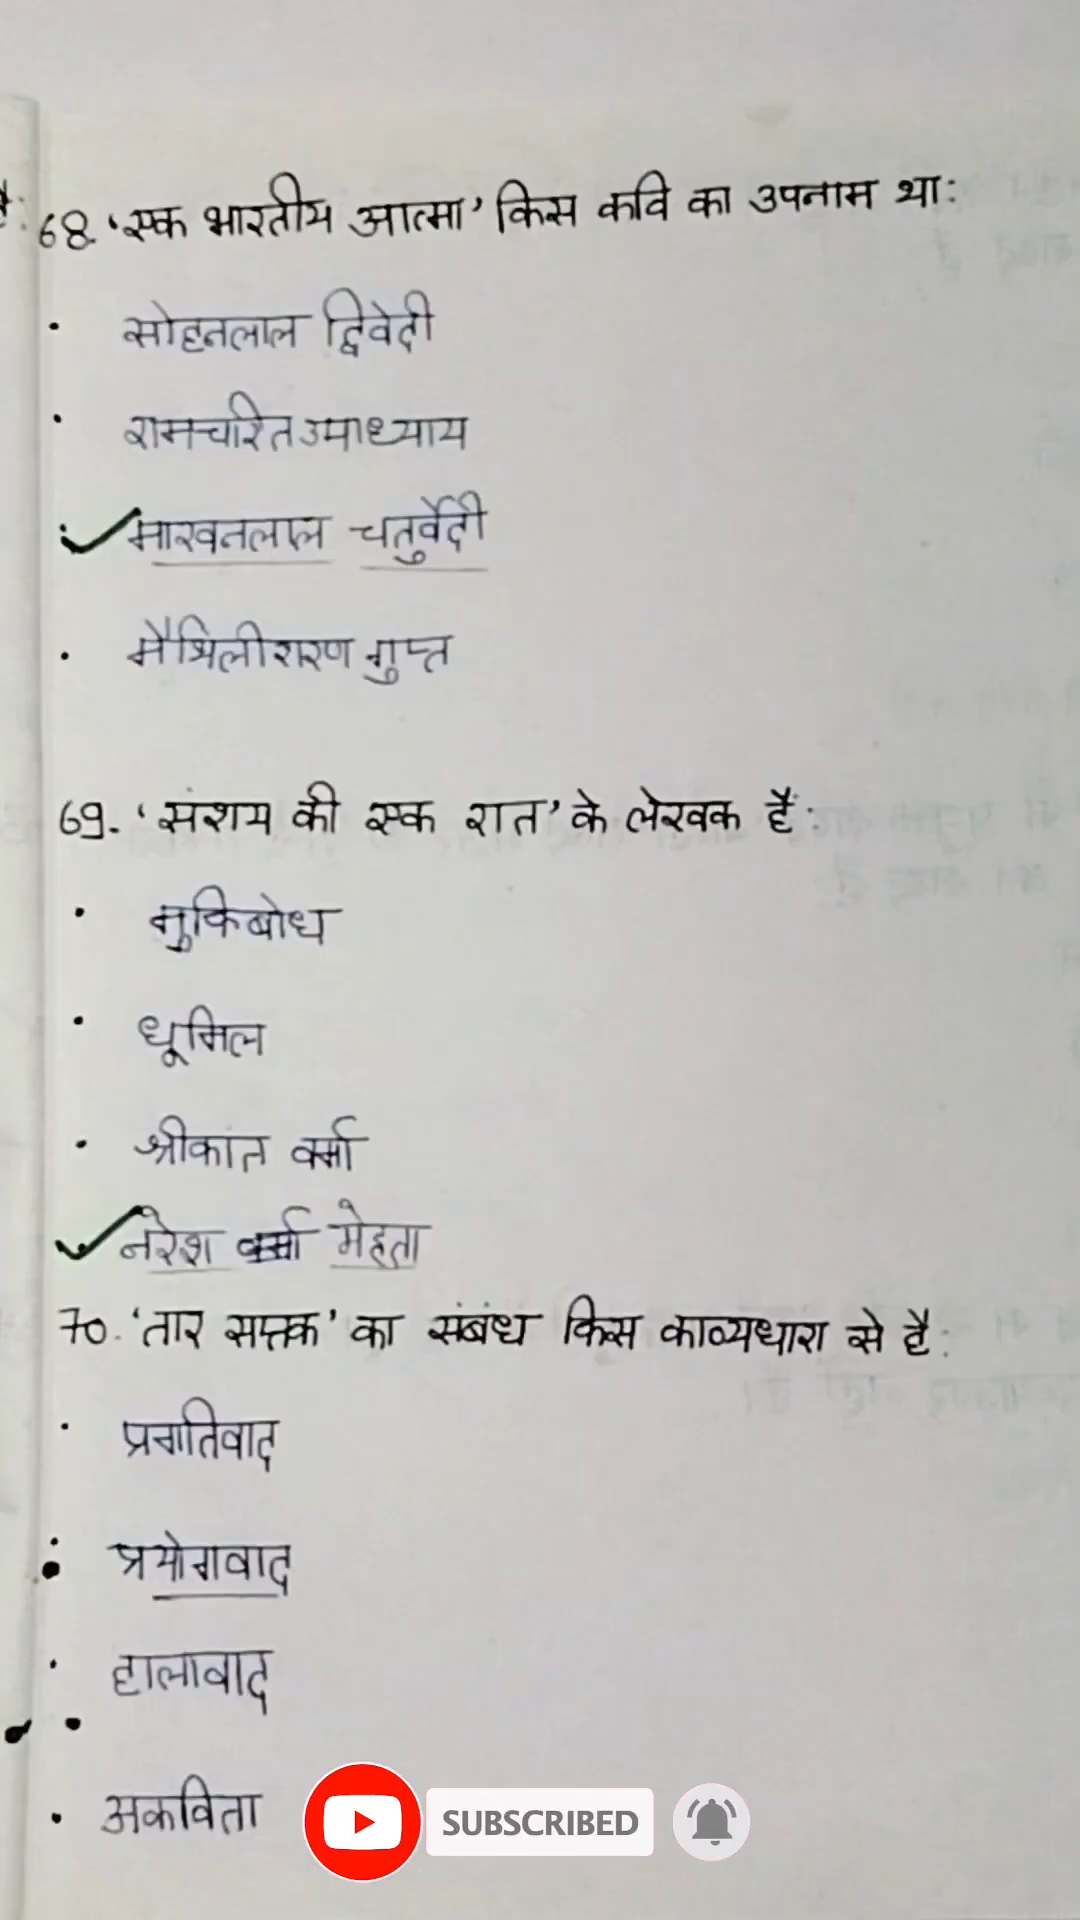 है:
68. 'एक भारतीय आत्मा' किस कवि का उपनाम था:
• सोहनलाल द्विवेदी
• रामचरित उपाध्याय
• माखनलाल चतुर्वेदी
• मैथिलीशरण गुप्त
69. 'संशय की एक रात' के लेखक हैं:
• मुक्तिबोध
• धूमिल
• श्रीकांत वर्मा
नरेश वर्मा मेहता
70. 'तार सप्तक' का संबंध किस काव्यधारा से है:
• प्रगतिवाद
• प्रयोगवाद
• हालावाद
• अकविता
SUBSCRIBED